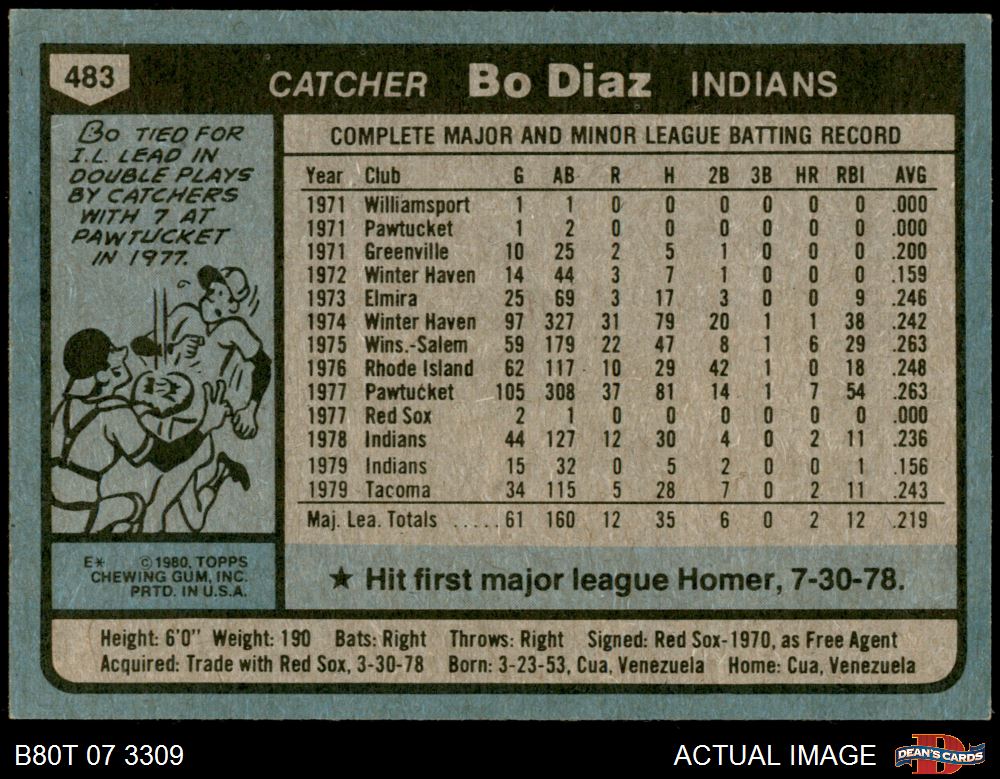 483
CATCHER Bo Diaz INDIANS
BO TIED FOR
I.L. LEAD IN
DOUBLE PLAYS
BY CATCHERS
WITH 7 AT
PAWTUCKET
IN 1977.
COMPLETE MAJOR AND MINOR LEAGUE BATTING RECORD
Year Club G AB R H 2B 3B HR RBI AVG
1971 Williamsport 1 1 0 0 0 0 0 0 .000
1971 Pawtucket 1 2 0 0 0 0 0 0 .000
1971 Greenville 10 25 2 5 1 0 0 0 .200
1972 Winter Haven 14 44 3 7 1 0 0 0 .159
1973 Elmira 25 69 3 17 3 0 0 9 .246
1974 Winter Haven 97 327 31 79 20 1 1 38 .242
1975 Wins.-Salem 59 179 22 47 8 1 6 29 .263
1976 Rhode Island 62 117 10 29 42 1 0 18 .248
1977 Pawtucket 105 308 37 81 14 1 7 54 .263
1977 Red Sox 2 1 0 0 0 0 0 0 .000
1978 Indians 44 127 12 30 4 0 2 11 .236
1979 Indians 15 32 0 5 2 0 0 1 .156
1979 Tacoma 34 115 5 28 7 0 2 11 .243
Maj. Lea. Totals .....61 160 12 35 6 0 2 12 .219
E* © 1980, TOPPS
CHEWING GUM, INC.
PRTD. IN U.S.A.
★ Hit first major league Homer, 7-30-78.
Height: 6'0" Weight: 190 Bats: Right Throws: Right Signed: Red Sox-1970, as Free Agent
Acquired: Trade with Red Sox, 3-30-78 Born: 3-23-53, Cua, Venezuela Home: Cua, Venezuela
B80T 07 3309 ACTUAL IMAGE
D
DEAN'S CARDS